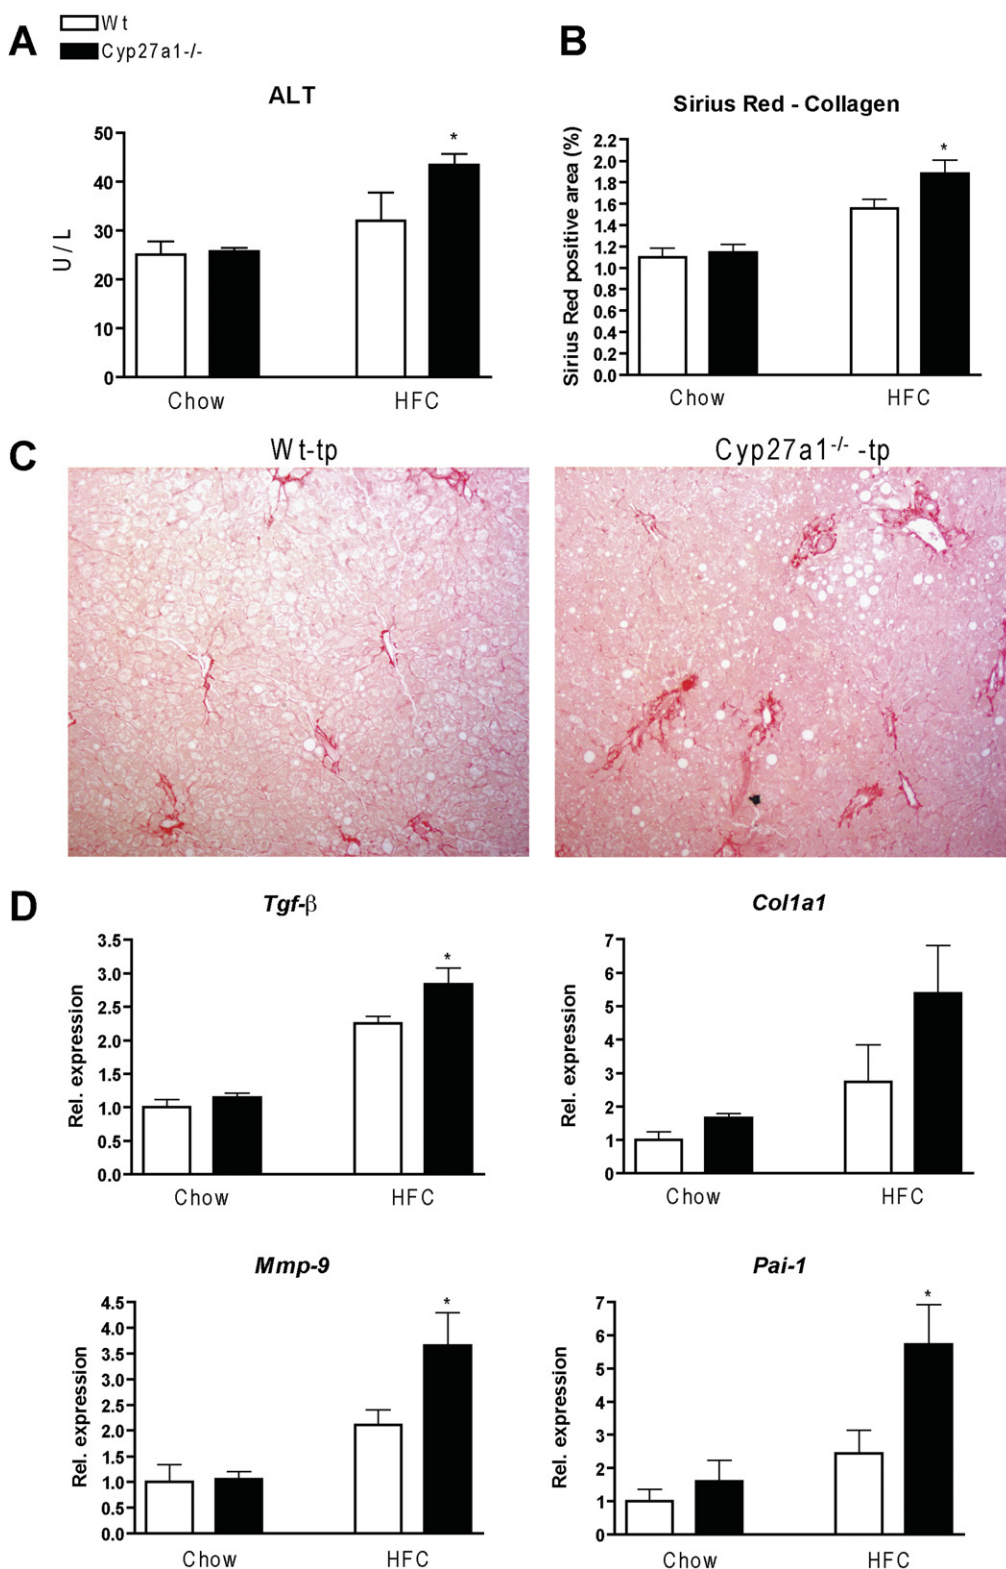 A
Wt
Cyp27a1-/-
ALT
U / L
50
40
30
20
10
0
Chow
HFC
*
B
Sirius Red - Collagen
Sirius Red positive area (%)
2.2
2.0
1.8
1.6
1.4
1.2
1.0
0.8
0.6
0.4
0.2
0.0
Chow
HFC
*
C
Wt-tp
Cyp27a1-/- -tp
D
Tgf-β
Rel. expression
3.5
3.0
2.5
2.0
1.5
1.0
0.5
0.0
Chow
HFC
*
Col1a1
Rel. expression
7
6
5
4
3
2
1
0
Chow
HFC
Mmp-9
Rel. expression
4.5
4.0
3.5
3.0
2.5
2.0
1.5
1.0
0.5
0.0
Chow
HFC
*
Pai-1
Rel. expression
7
6
5
4
3
2
1
0
Chow
HFC
*